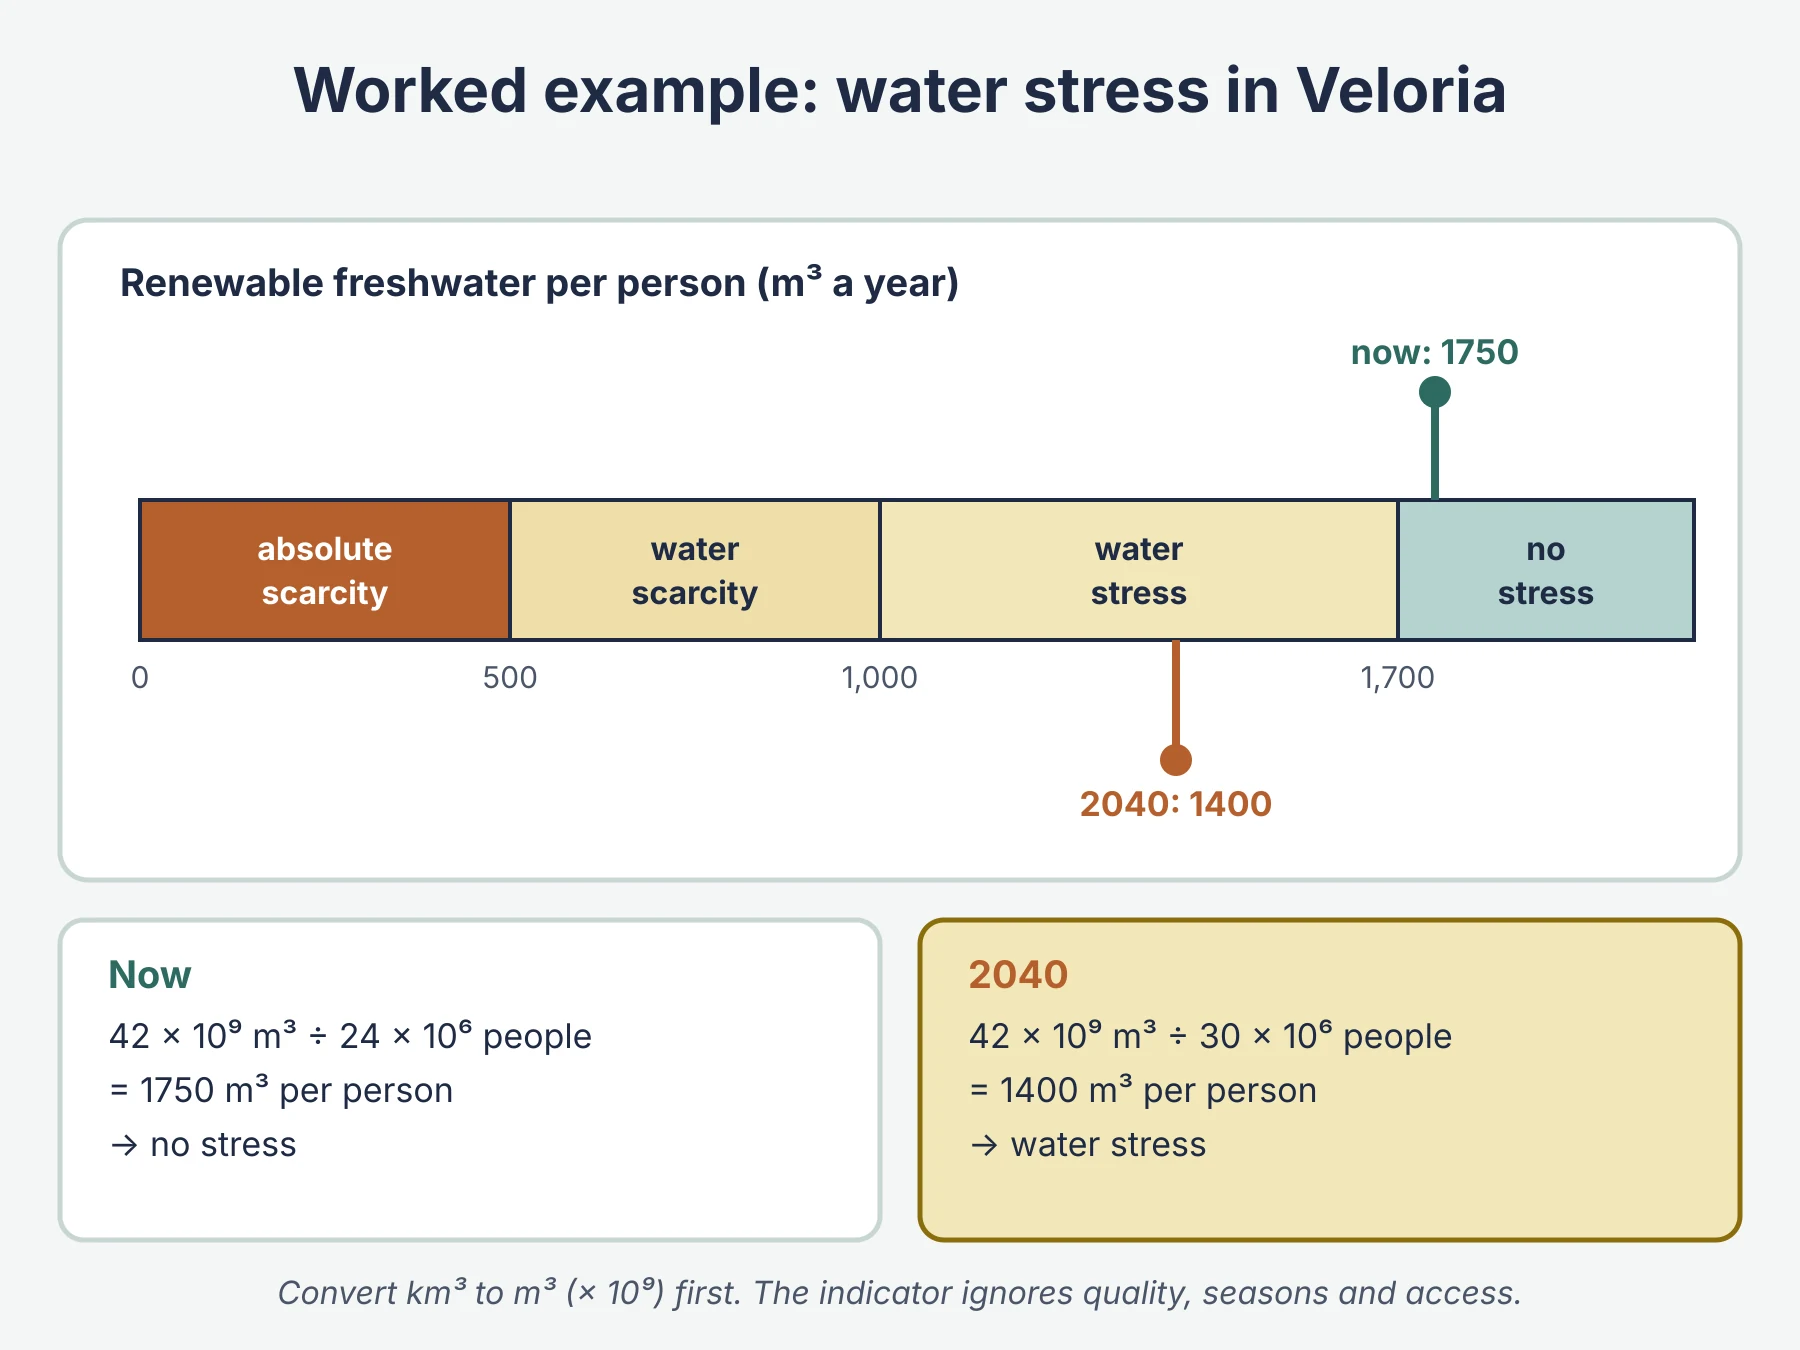 Worked example: water stress in Veloria
Renewable freshwater per person (m³ a year)
now: 1750
absolute
scarcity
water
scarcity
water
stress
no
stress
0
500
1,000
1,700
2040: 1400
Now
42 × 10⁹ m³ ÷ 24 × 10⁶ people
= 1750 m³ per person
→ no stress
2040
42 × 10⁹ m³ ÷ 30 × 10⁶ people
= 1400 m³ per person
→ water stress
Convert km³ to m³ (× 10⁹) first. The indicator ignores quality, seasons and access.